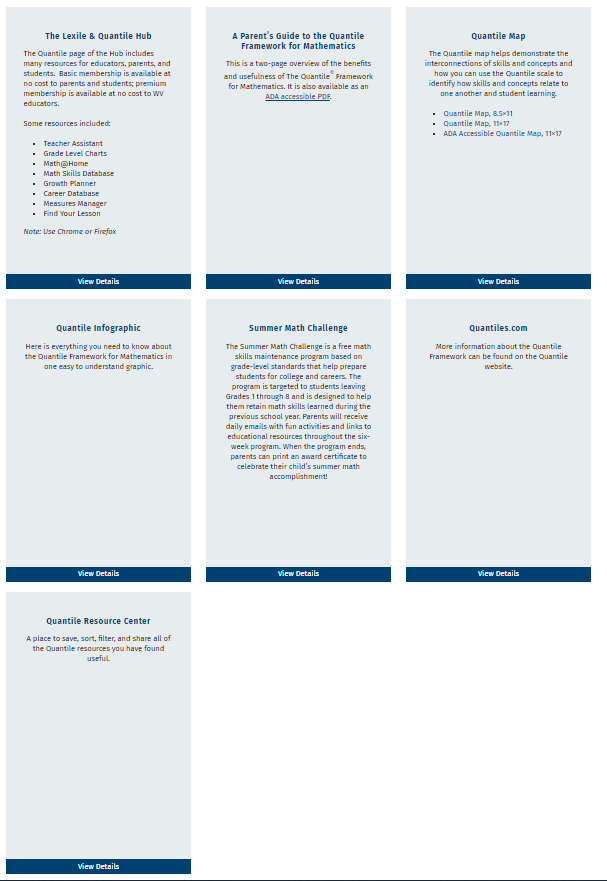 The Lexile & Quantile Hub
The Quantile page of the Hub includes
many resources for educators, parents, and
students.  Basic membership is available at
no cost to parents and students; premium
membership is available at no cost to WV
educators.
Some resources included:
• Teacher Assistant
• Grade Level Charts
• Math@Home
• Math Skills Database
• Growth Planner
• Career Database
• Measures Manager
• Find Your Lesson
Note: Use Chrome or Firefox
View Details
A Parent's Guide to the Quantile
Framework for Mathematics
This is a two-page overview of the benefits
and usefulness of The Quantile® Framework
for Mathematics. It is also available as an
ADA accessible PDF.
View Details
Quantile Map
The Quantile map helps demonstrate the
interconnections of skills and concepts and
how you can use the Quantile scale to
identify how skills and concepts relate to
one another and student learning.
• Quantile Map, 8.5×11
• Quantile Map, 11×17
• ADA Accessible Quantile Map, 11×17
View Details
Quantile Infographic
Here is everything you need to know about
the Quantile Framework for Mathematics in
one easy to understand graphic.
View Details
Summer Math Challenge
The Summer Math Challenge is a free math
skills maintenance program based on
grade-level standards that help prepare
students for college and careers. The
program is targeted to students leaving
Grades 1 through 8 and is designed to help
them retain math skills learned during the
previous school year. Parents will receive
daily emails with fun activities and links to
educational resources throughout the six-
week program. When the program ends,
parents can print an award certificate to
celebrate their child's summer math
accomplishment!
View Details
Quantiles.com
More information about the Quantile
Framework can be found on the Quantile
website.
View Details
Quantile Resource Center
A place to save, sort, filter, and share all of
the Quantile resources you have found
useful.
View Details